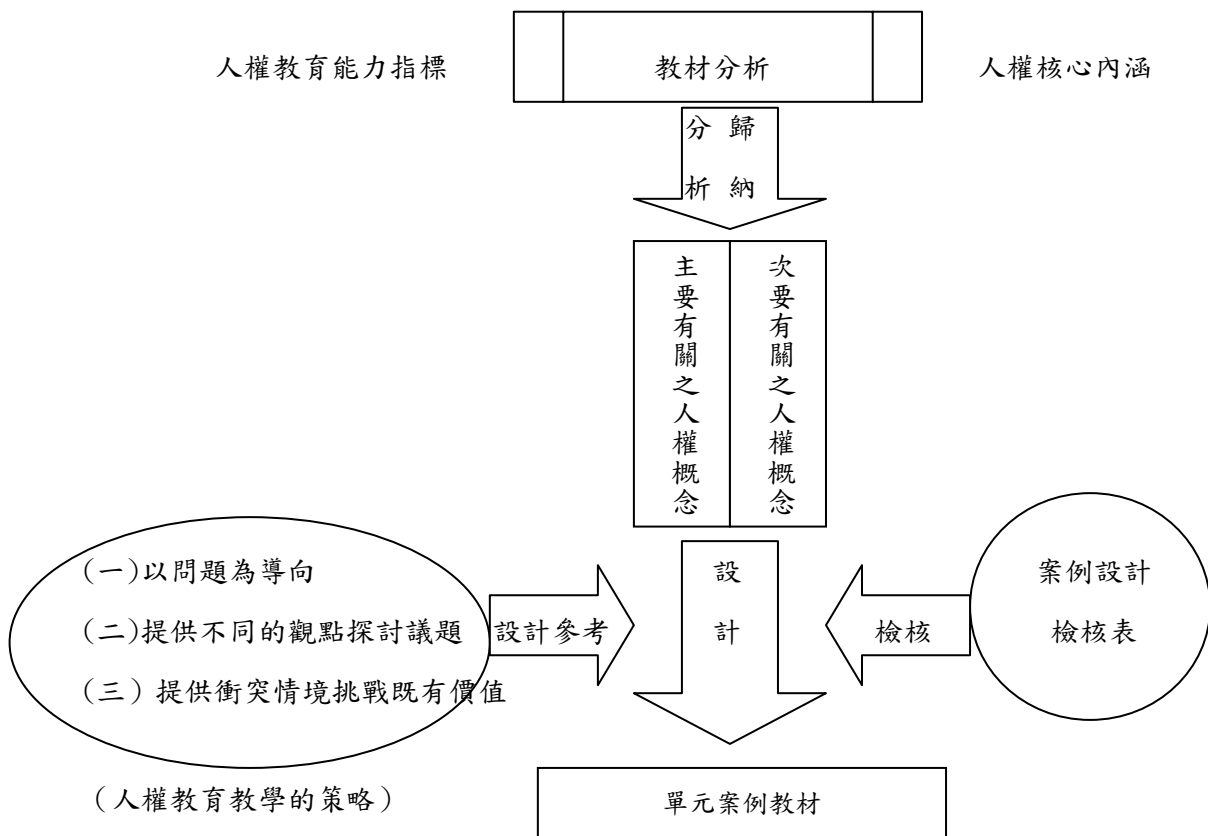 人權教育能力指標
教材分析
人權核心內涵
分析
歸納
主要有關之人權概念
次要有關之人權概念
(一)以問題為導向
(二)提供不同的觀點探討議題
(三)提供衝突情境挑戰既有價值
設計參考
設計
檢核
案例設計
檢核表
(人權教育教學的策略)
單元案例教材